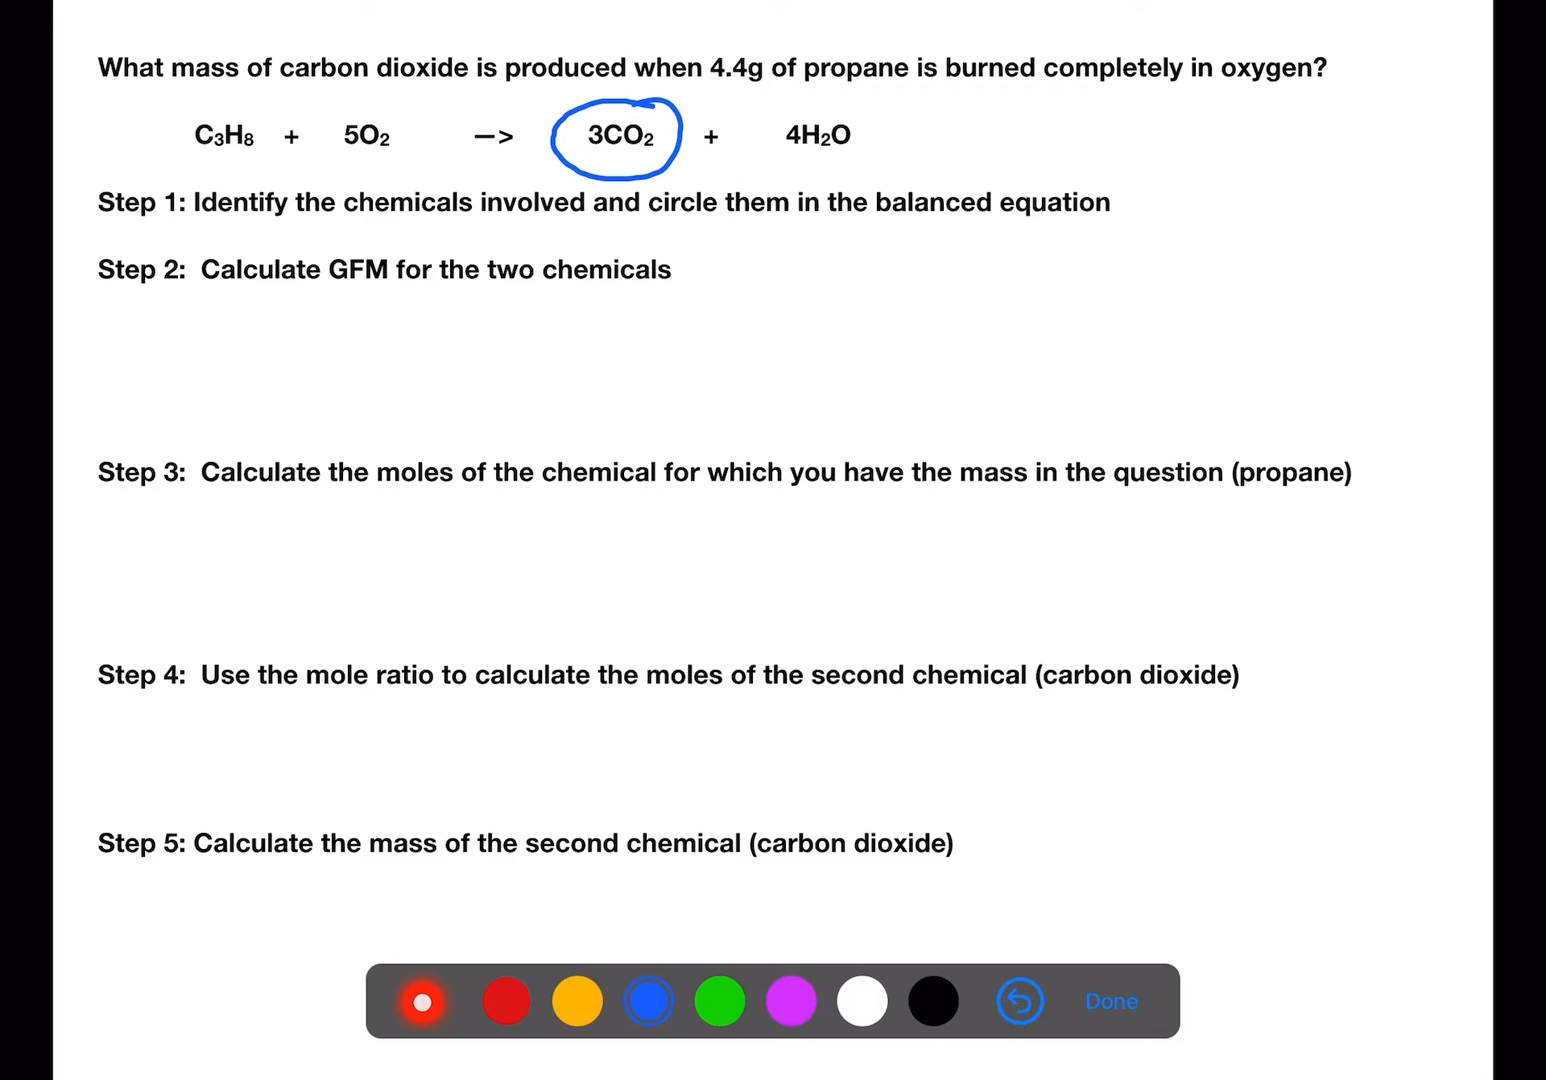 What mass of carbon dioxide is produced when 4.4g of propane is burned completely in oxygen?
C₃H₈ + 5O₂ —> 3CO₂ + 4H₂O
Step 1: Identify the chemicals involved and circle them in the balanced equation
Step 2: Calculate GFM for the two chemicals
Step 3: Calculate the moles of the chemical for which you have the mass in the question (propane)
Step 4: Use the mole ratio to calculate the moles of the second chemical (carbon dioxide)
Step 5: Calculate the mass of the second chemical (carbon dioxide)
Done